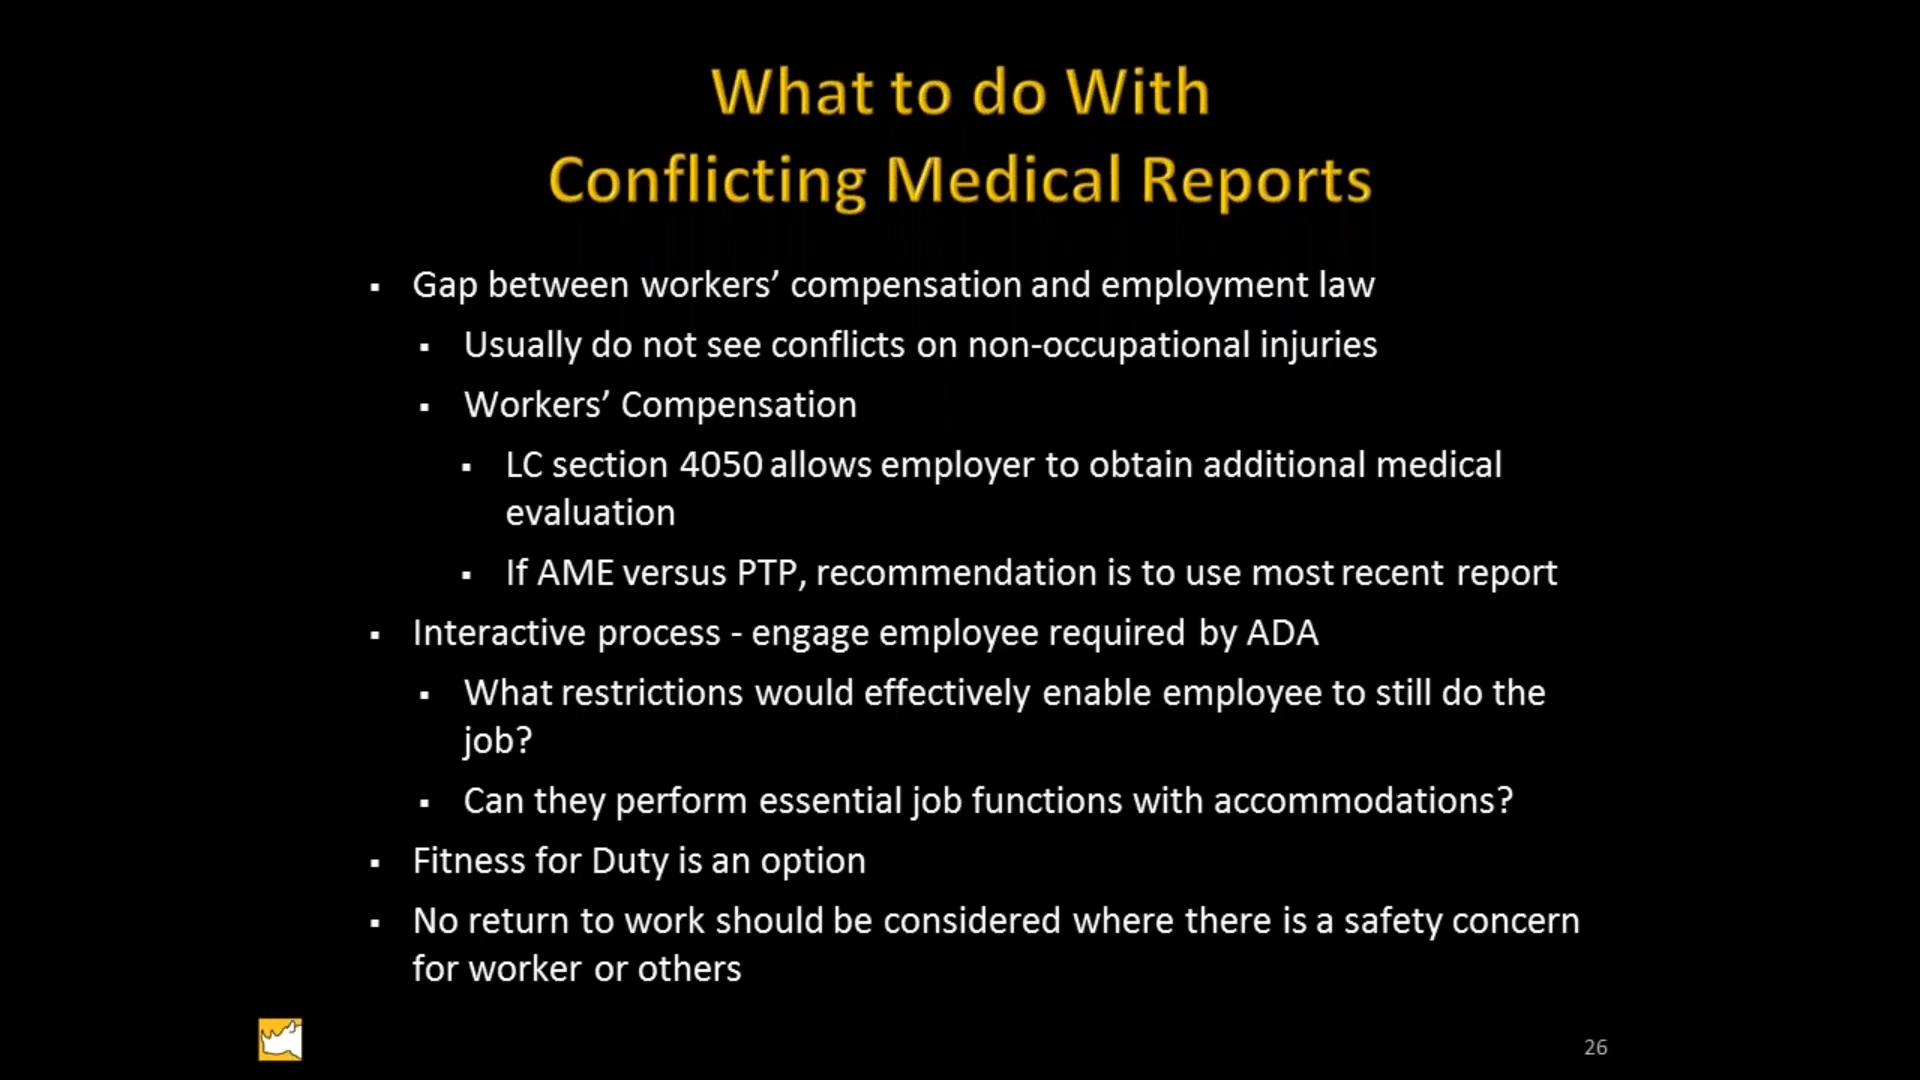 What to do With
Conflicting Medical Reports
▪ Gap between workers’ compensation and employment law
▪ Usually do not see conflicts on non-occupational injuries
▪ Workers’ Compensation
▪ LC section 4050 allows employer to obtain additional medical
evaluation
▪ If AME versus PTP, recommendation is to use most recent report
▪ Interactive process - engage employee required by ADA
▪ What restrictions would effectively enable employee to still do the
job?
▪ Can they perform essential job functions with accommodations?
▪ Fitness for Duty is an option
▪ No return to work should be considered where there is a safety concern
for worker or others
26